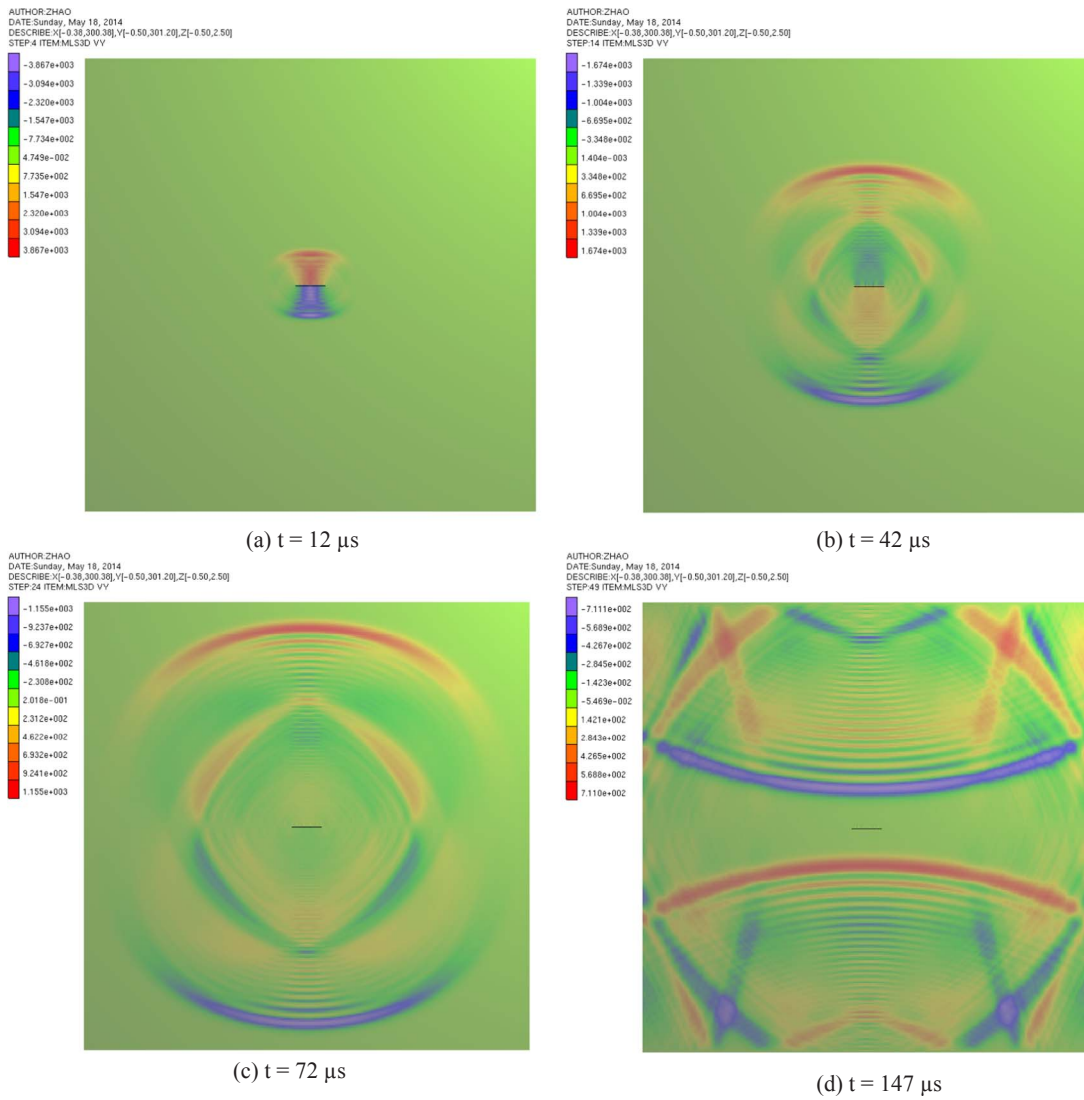 AUTHOR:ZHAO
DATE:Sunday, May 18, 2014
DESCRIBE:X[-0.38,300.38],Y[-0.50,301.20],Z[-0.50,2.50]
STEP:4 ITEM:MLS3D VY
-3.867e+003
-3.094e+003
-2.320e+003
-1.547e+003
-7.734e+002
4.749e-002
7.735e+002
1.547e+003
2.320e+003
3.094e+003
3.867e+003
(a) t = 12 µs
AUTHOR:ZHAO
DATE:Sunday, May 18, 2014
DESCRIBE:X[-0.38,300.38],Y[-0.50,301.20],Z[-0.50,2.50]
STEP:14 ITEM:MLS3D VY
-1.674e+003
-1.339e+003
-1.004e+003
-6.695e+002
-3.348e+002
1.404e-003
3.348e+002
6.695e+002
1.004e+003
1.339e+003
1.674e+003
(b) t = 42 µs
AUTHOR:ZHAO
DATE:Sunday, May 18, 2014
DESCRIBE:X[-0.38,300.38],Y[-0.50,301.20],Z[-0.50,2.50]
STEP:24 ITEM:MLS3D VY
-1.155e+003
-9.237e+002
-6.927e+002
-4.618e+002
-2.308e+002
2.018e-001
2.312e+002
4.622e+002
6.932e+002
9.241e+002
1.155e+003
(c) t = 72 µs
AUTHOR:ZHAO
DATE:Sunday, May 18, 2014
DESCRIBE:X[-0.38,300.38],Y[-0.50,301.20],Z[-0.50,2.50]
STEP:49 ITEM:MLS3D VY
-7.111e+002
-5.689e+002
-4.267e+002
-2.845e+002
-1.423e+002
-5.469e-002
1.421e+002
2.843e+002
4.265e+002
5.688e+002
7.110e+002
(d) t = 147 µs